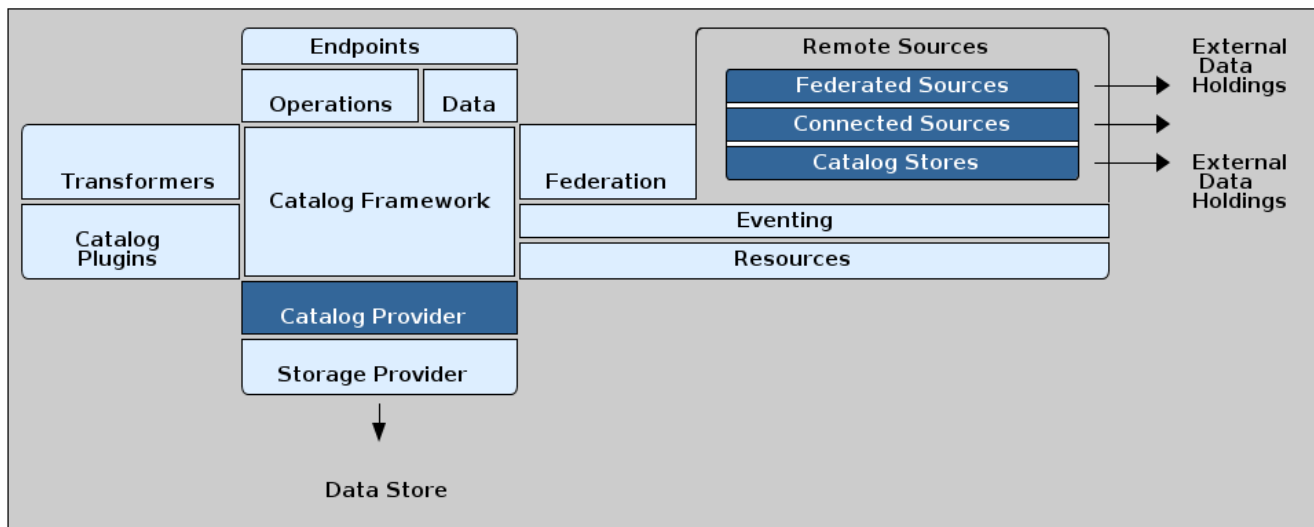 Endpoints
Operations
Data
Transformers
Catalog
Plugins
Catalog Framework
Federation
Remote Sources
Federated Sources
Connected Sources
Catalog Stores
External
Data
Holdings
External
Data
Holdings
Eventing
Resources
Catalog Provider
Storage Provider
Data Store